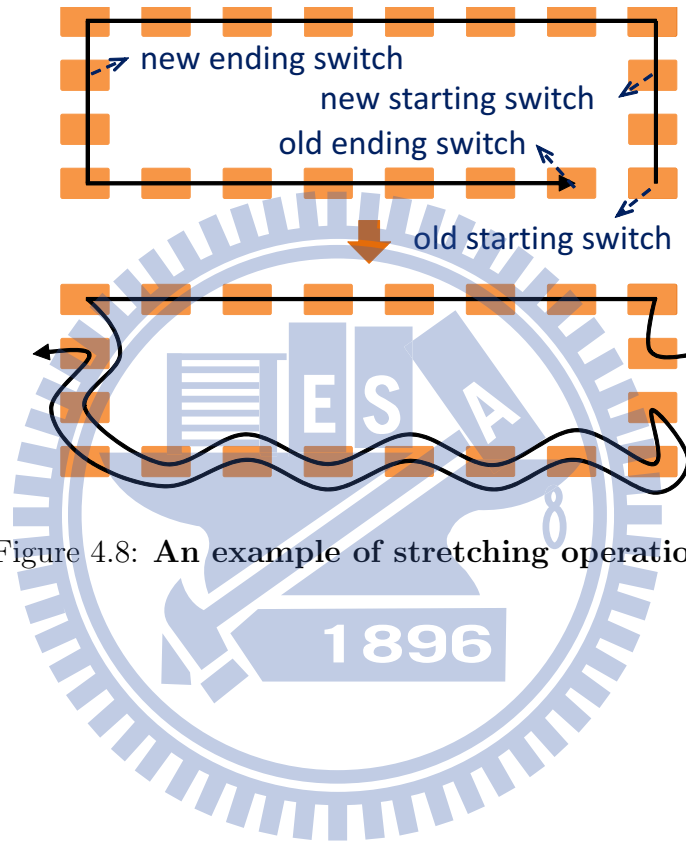 new ending switch
new starting switch
old ending switch
old starting switch
ESA
Figure 4.8: An example of stretching operatio
1896